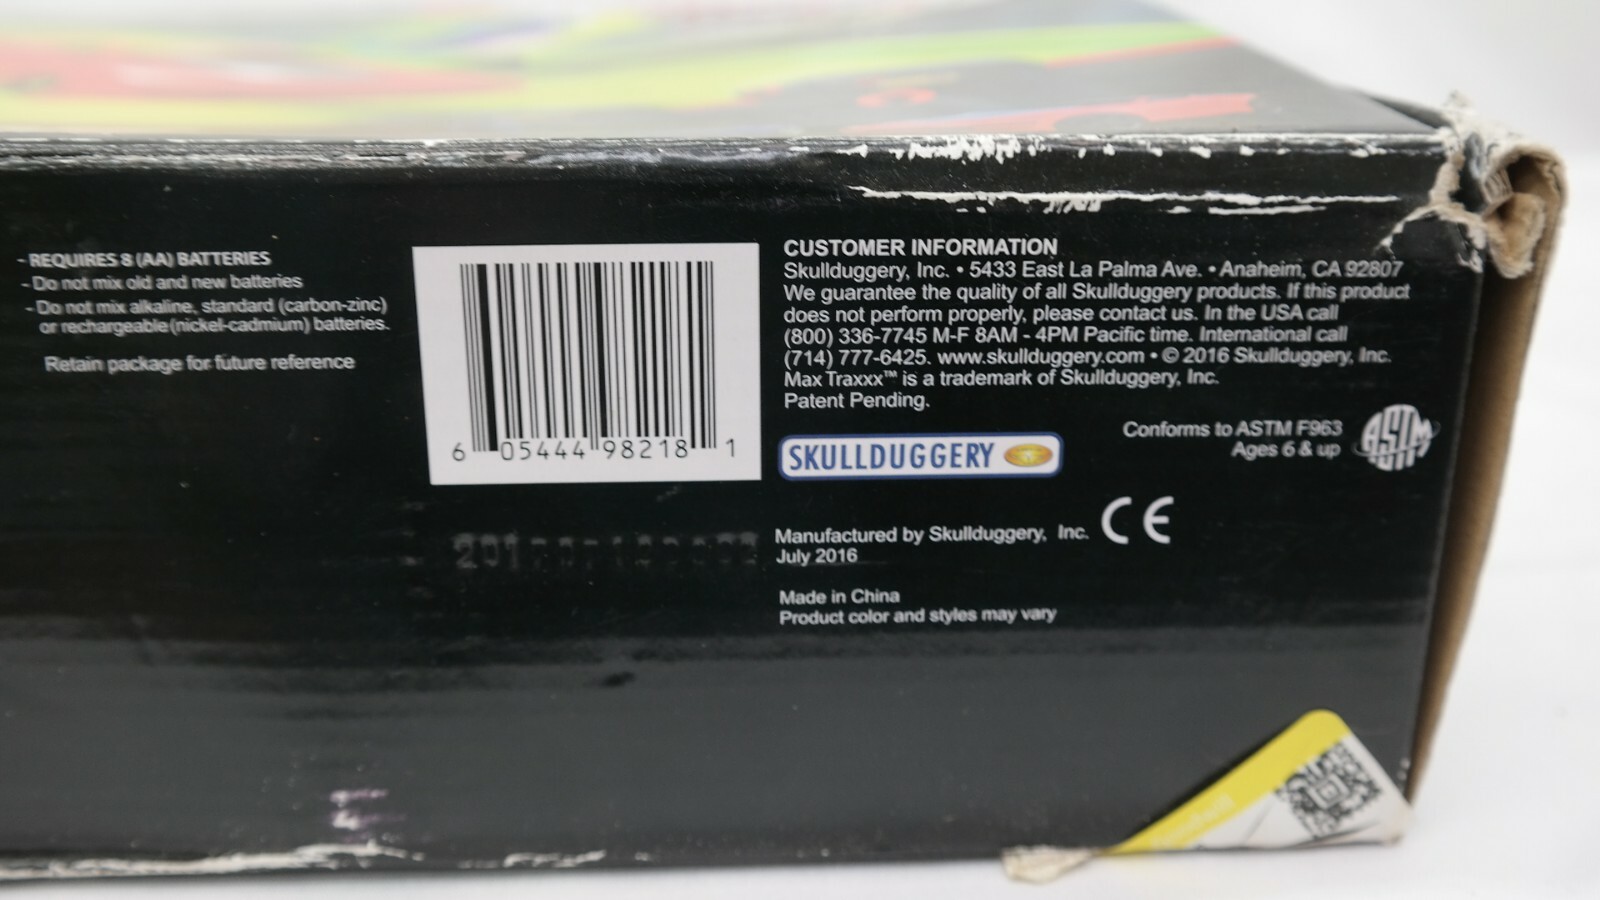 - REQUIRES 8 (AA) BATTERIES
- Do not mix old and new batteries
- Do not mix alkaline, standard (carbon-zinc)
or rechargeable (nickel-cadmium) batteries.
Retain package for future reference
6 05444 98218 1
CUSTOMER INFORMATION
Skullduggery, Inc. • 5433 East La Palma Ave. • Anaheim, CA 92807
We guarantee the quality of all Skullduggery products. If this product
does not perform properly, please contact us. In the USA call
(800) 336-7745 M-F 8AM - 4PM Pacific time. International call
(714) 777-6425. www.skullduggery.com • © 2016 Skullduggery, Inc.
Max Traxxx™ is a trademark of Skullduggery, Inc.
Patent Pending.
SKULLDUGGERY
Conforms to ASTM F963
Ages 6 & up
ASTM
Manufactured by Skullduggery, Inc.
July 2016
CE
Made in China
Product color and styles may vary